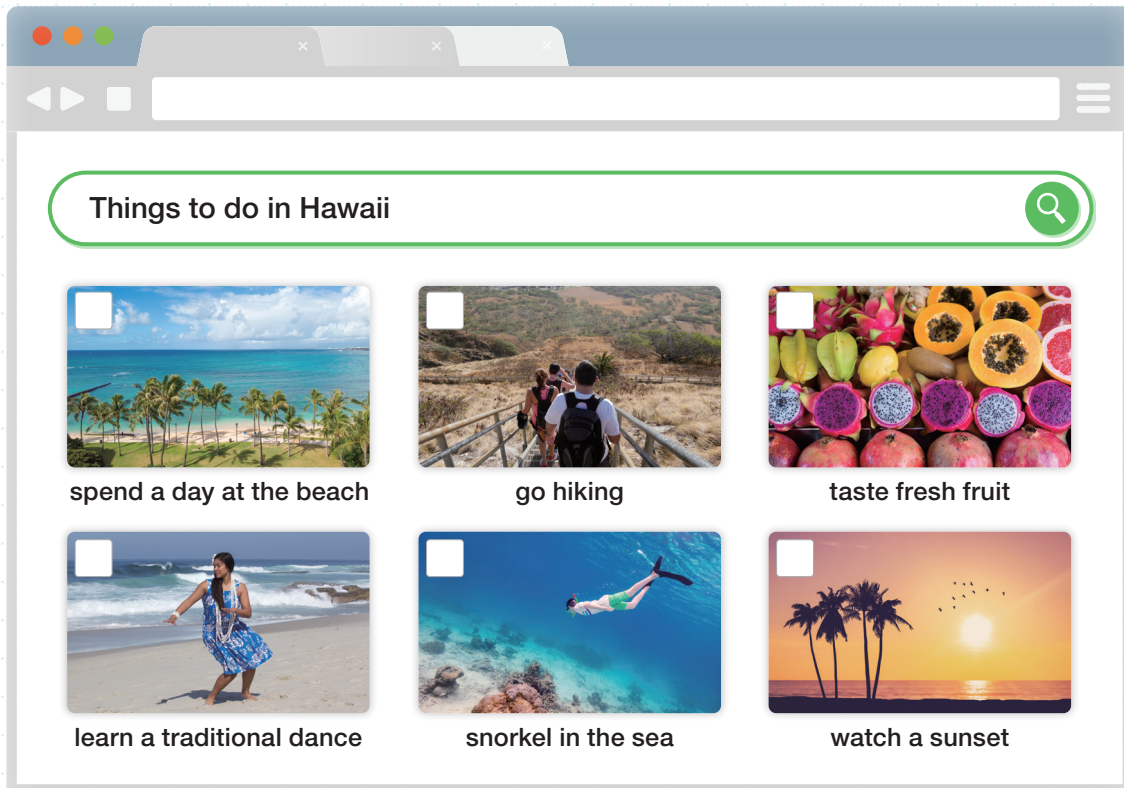 Things to do in Hawaii
spend a day at the beach
go hiking
taste fresh fruit
learn a traditional dance
snorkel in the sea
watch a sunset